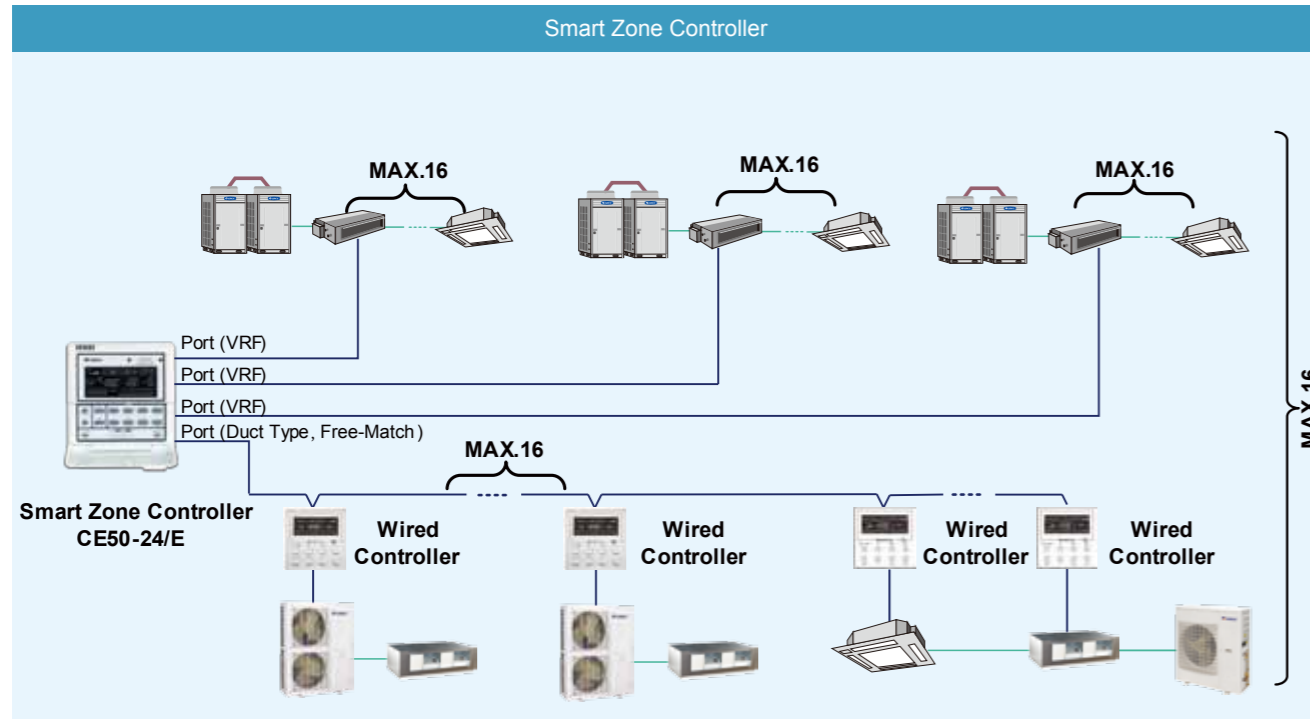 Smart Zone Controller
MAX.16
MAX.16
MAX.16
Port (VRF)
Port (VRF)
Port (VRF)
Port (Duct Type, Free-Match)
MAX.16
MAX.16
Smart Zone Controller
CE50-24/E
Wired
Controller
Wired
Controller
Wired
Controller
Wired
Controller